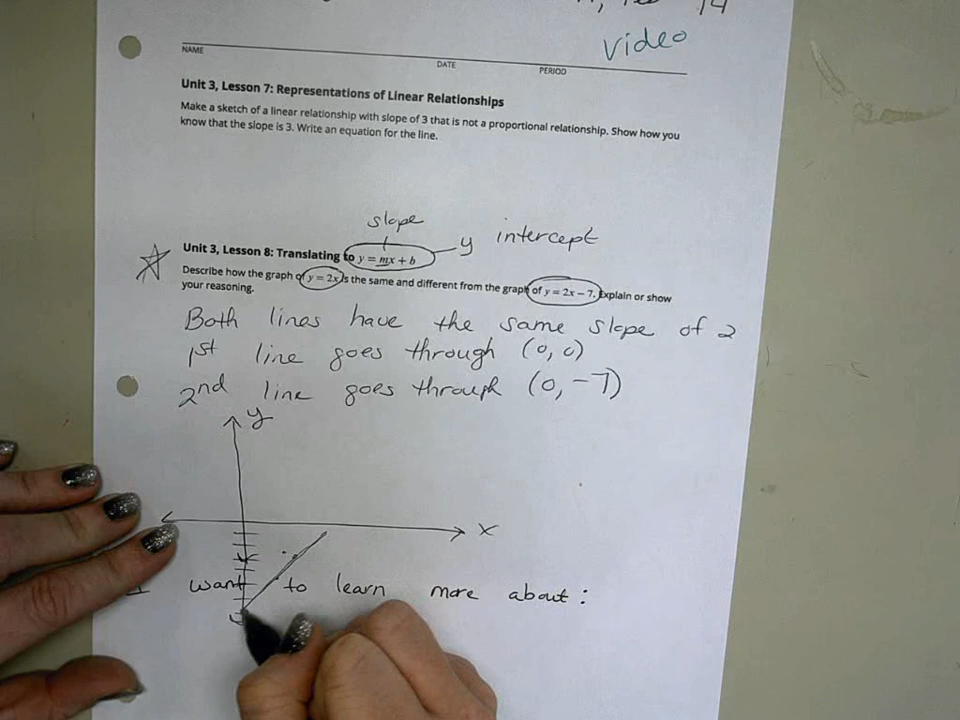 14
video
NAME
DATE
PERIOD
Unit 3, Lesson 7: Representations of Linear Relationships
Make a sketch of a linear relationship with slope of 3 that is not a proportional relationship. Show how you
know that the slope is 3. Write an equation for the line.
slope
y intercept
Unit 3, Lesson 8: Translating to y = mx + b
Describe how the graph of y = 2x is the same and different from the graph of y = 2x − 7. Explain or show
your reasoning.
Both lines have the same slope of 2
1st line goes through (0, 0)
2nd line goes through (0, -7)
y
x
I want to learn more about: